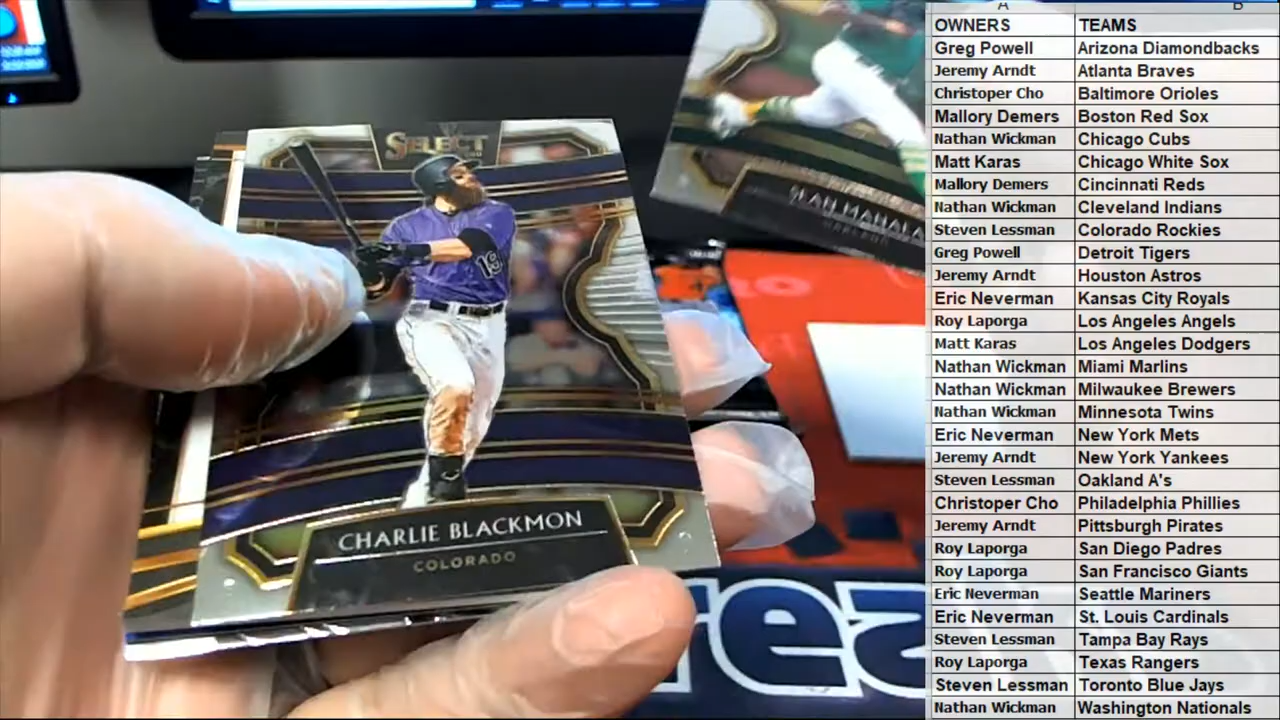 A B
OWNERS TEAMS
Greg Powell Arizona Diamondbacks
Jeremy Arndt Atlanta Braves
Christoper Cho Baltimore Orioles
Mallory Demers Boston Red Sox
Nathan Wickman Chicago Cubs
Matt Karas Chicago White Sox
Mallory Demers Cincinnati Reds
Nathan Wickman Cleveland Indians
Steven Lessman Colorado Rockies
Greg Powell Detroit Tigers
Jeremy Arndt Houston Astros
Eric Neverman Kansas City Royals
Roy Laporga Los Angeles Angels
Matt Karas Los Angeles Dodgers
Nathan Wickman Miami Marlins
Nathan Wickman Milwaukee Brewers
Nathan Wickman Minnesota Twins
Eric Neverman New York Mets
Jeremy Arndt New York Yankees
Steven Lessman Oakland A's
Christoper Cho Philadelphia Phillies
Jeremy Arndt Pittsburgh Pirates
Roy Laporga San Diego Padres
Roy Laporga San Francisco Giants
Eric Neverman Seattle Mariners
Eric Neverman St. Louis Cardinals
Steven Lessman Tampa Bay Rays
Roy Laporga Texas Rangers
Steven Lessman Toronto Blue Jays
Nathan Wickman Washington Nationals
SELECT
19
CHARLIE BLACKMON
COLORADO
SEAN MANAEA
OAKLAND
rea